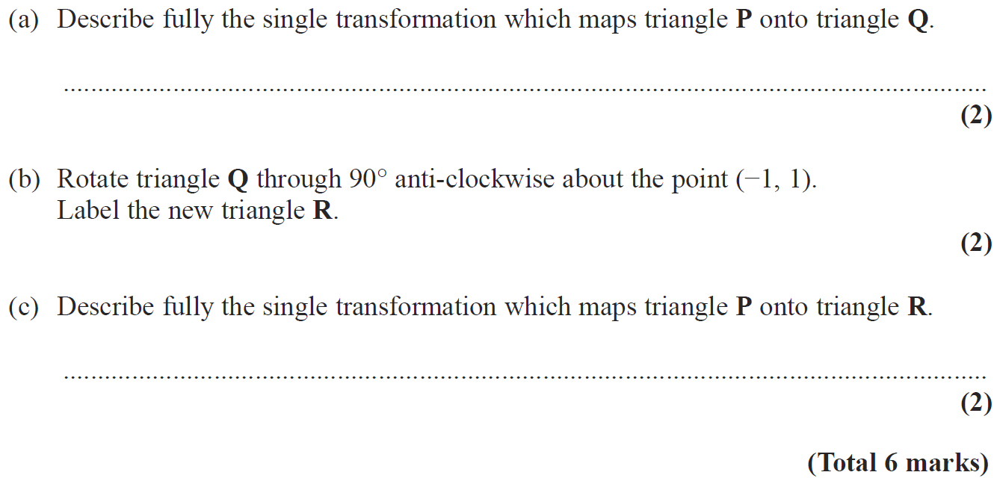 (a) Describe fully the single transformation which maps triangle P onto triangle Q.
..........................................................................................................................................
(2)
(b) Rotate triangle Q through 90° anti-clockwise about the point (−1, 1).
Label the new triangle R.
(2)
(c) Describe fully the single transformation which maps triangle P onto triangle R.
..........................................................................................................................................
(2)
(Total 6 marks)